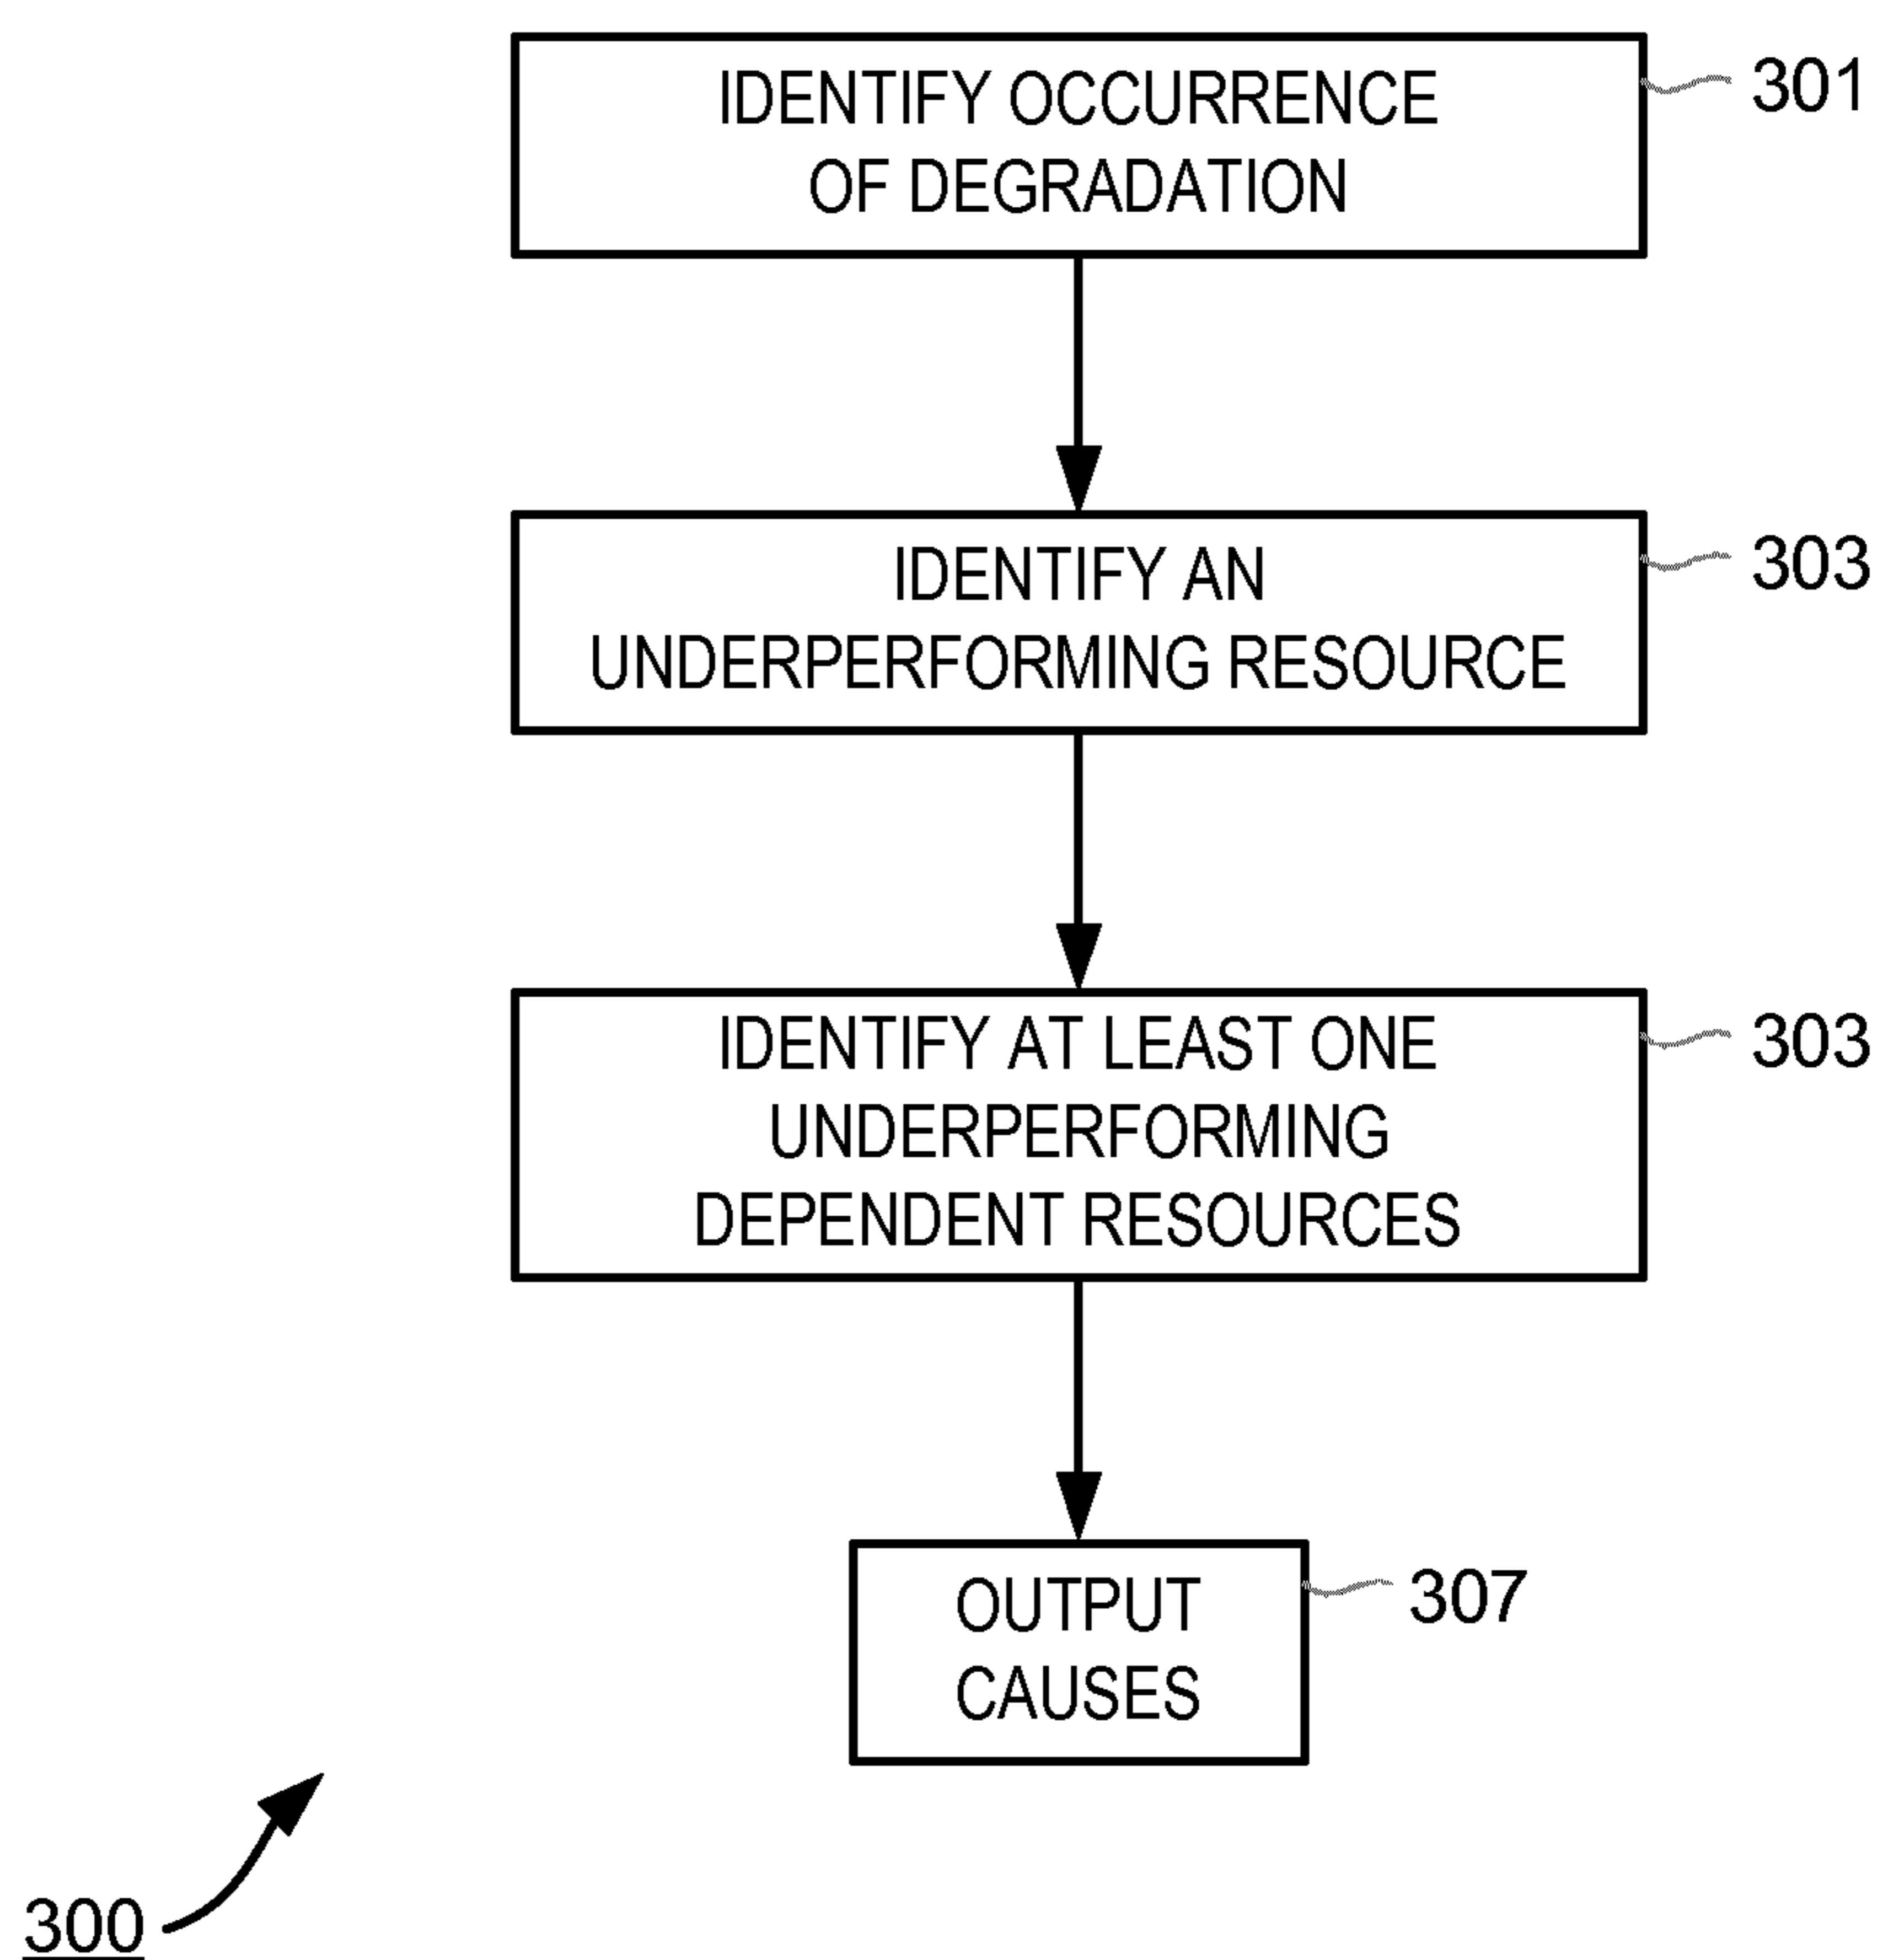 IDENTIFY OCCURRENCE
OF DEGRADATION
301
IDENTIFY AN
UNDERPERFORMING RESOURCE
303
IDENTIFY AT LEAST ONE
UNDERPERFORMING
DEPENDENT RESOURCES
303
OUTPUT
CAUSES
307
300